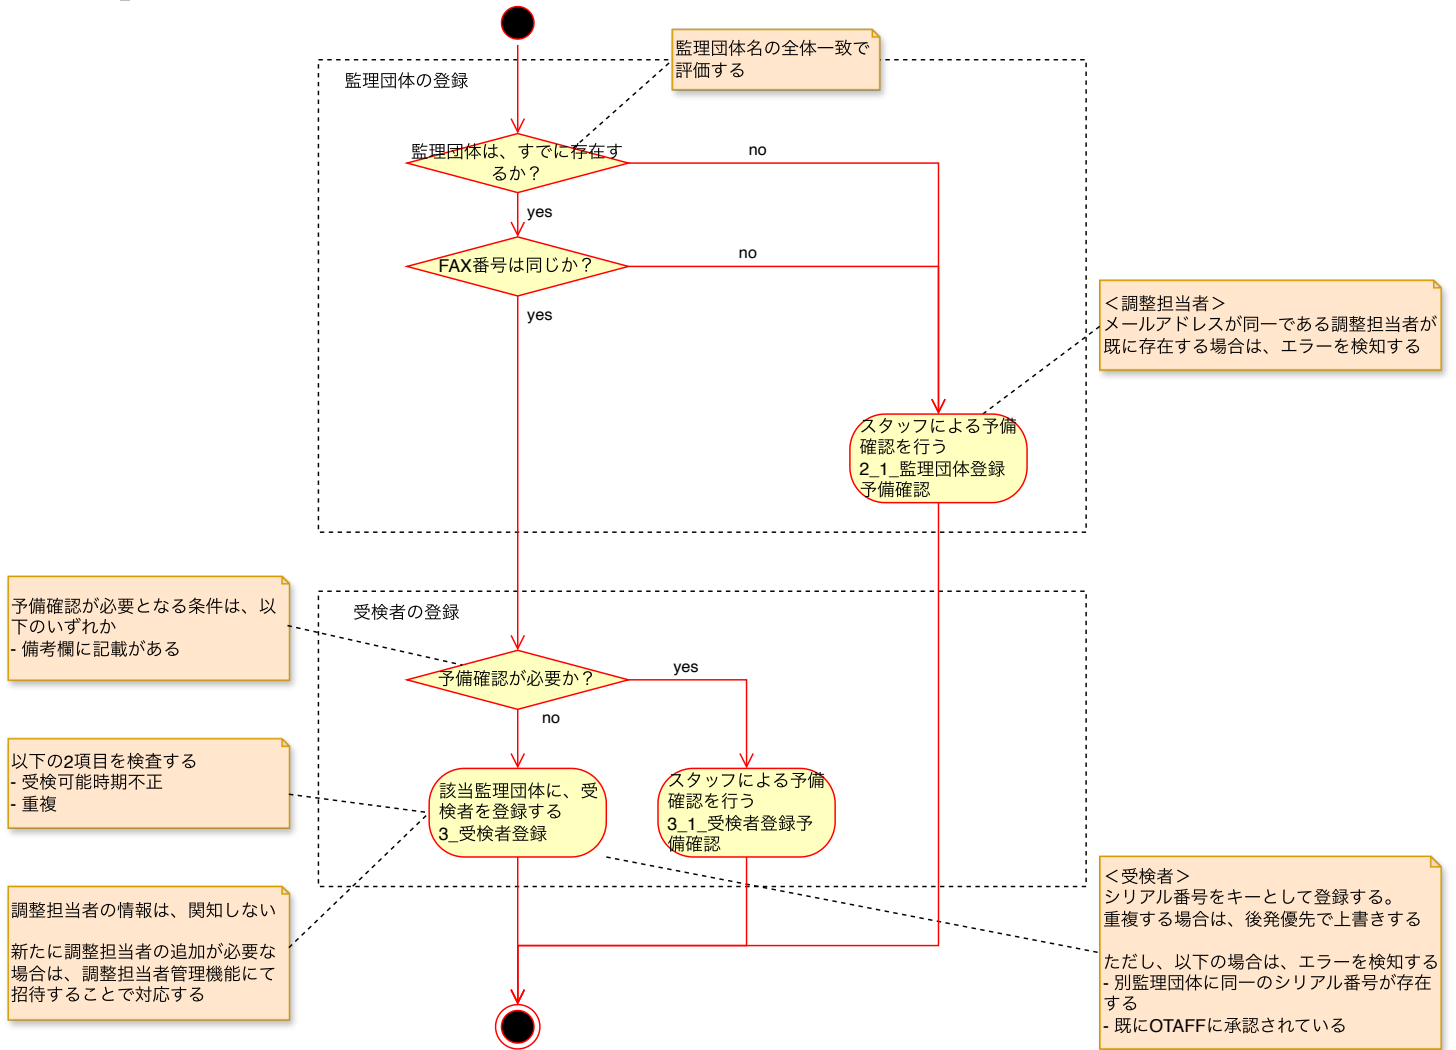 監理団体名の全体一致で
評価する
監理団体の登録
監理団体は、すでに存在す
るか？
no
yes
FAX番号は同じか？
no
yes
＜調整担当者＞
メールアドレスが同一である調整担当者が
既に存在する場合は、エラーを検知する
スタッフによる予備
確認を行う
2_1_監理団体登録
予備確認
予備確認が必要となる条件は、以
下のいずれか
- 備考欄に記載がある
受検者の登録
予備確認が必要か？
yes
no
以下の2項目を検査する
- 受検可能時期不正
- 重複
該当監理団体に、受
検者を登録する
3_受検者登録
スタッフによる予備
確認を行う
3_1_受検者登録予
備確認
調整担当者の情報は、関知しない
新たに調整担当者の追加が必要な
場合は、調整担当者管理機能にて
招待することで対応する
＜受検者＞
シリアル番号をキーとして登録する。
重複する場合は、後発優先で上書きする
ただし、以下の場合は、エラーを検知する
- 別監理団体に同一のシリアル番号が存在
する
- 既にOTAFFに承認されている